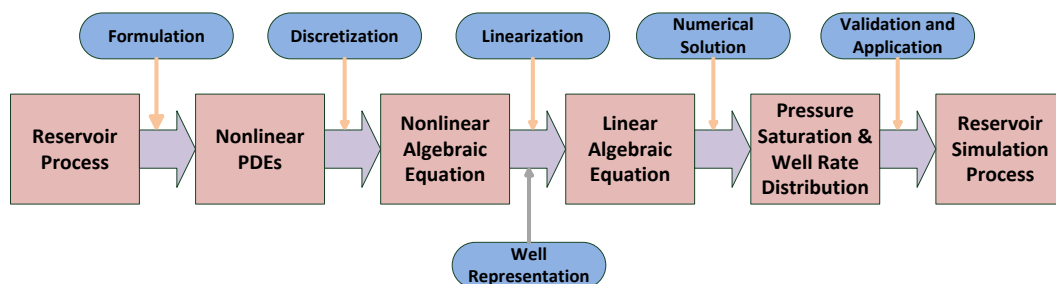 Formulation
Discretization
Linearization
Numerical
Solution
Validation and
Application
Reservoir
Process
Nonlinear
PDEs
Nonlinear
Algebraic
Equation
Linear
Algebraic
Equation
Pressure
Saturation &
Well Rate
Distribution
Reservoir
Simulation
Process
Well
Representation